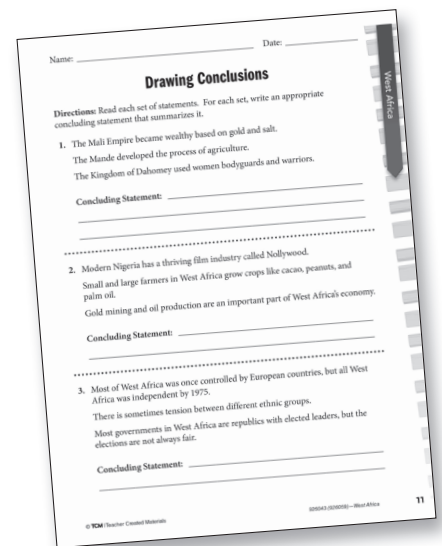 Name:
Date:
Drawing Conclusions
Directions: Read each set of statements. For each set, write an appropriate
concluding statement that summarizes it.
1. The Mali Empire became wealthy based on gold and salt.
The Mande developed the process of agriculture.
The Kingdom of Dahomey used women bodyguards and warriors.
Concluding Statement:
2. Modern Nigeria has a thriving film industry called Nollywood.
Small and large farmers in West Africa grow crops like cacao, peanuts, and
palm oil.
Gold mining and oil production are an important part of West Africa's economy.
Concluding Statement:
3. Most of West Africa was once controlled by European countries, but all West
Africa was independent by 1975.
There is sometimes tension between different ethnic groups.
Most governments in West Africa are republics with elected leaders, but the
elections are not always fair.
Concluding Statement:
West Africa
© TCM | Teacher Created Materials
—West Africa
11